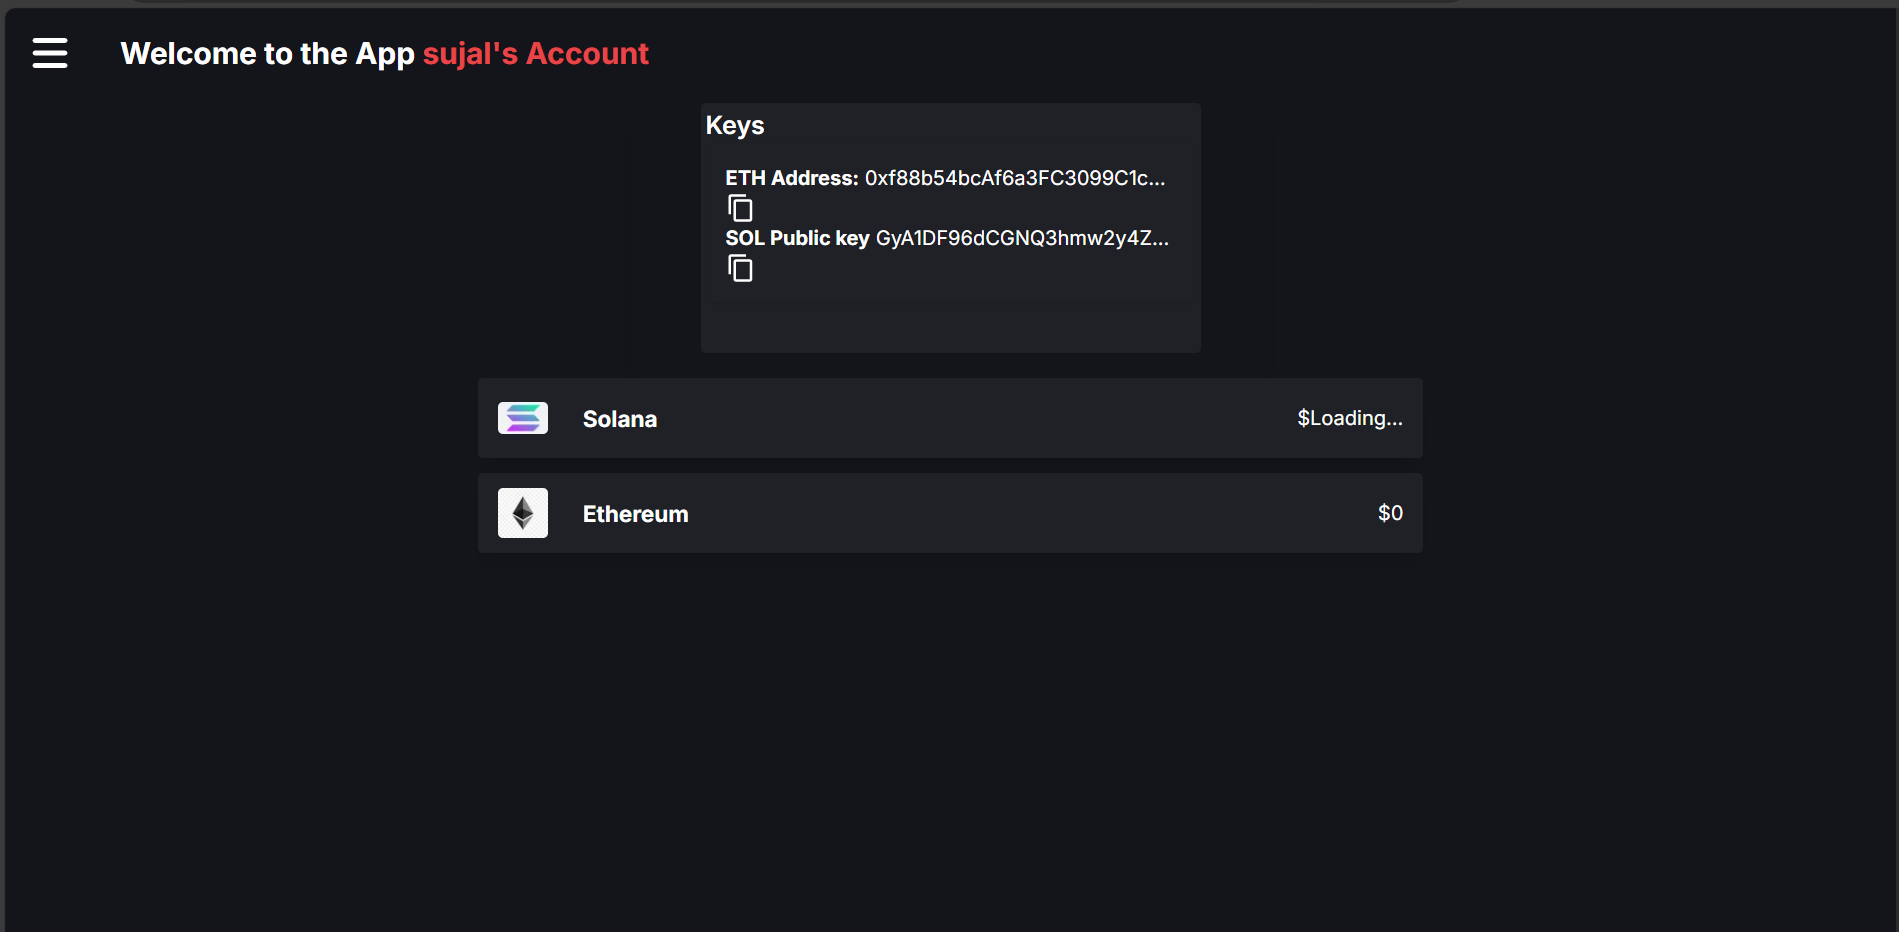 Welcome to the App sujal's Account
Keys
ETH Address: 0xf88b54bcAf6a3FC3099C1c...
SOL Public key GyA1DF96dCGNQ3hmw2y4Z...
Solana
$Loading...
Ethereum
$0